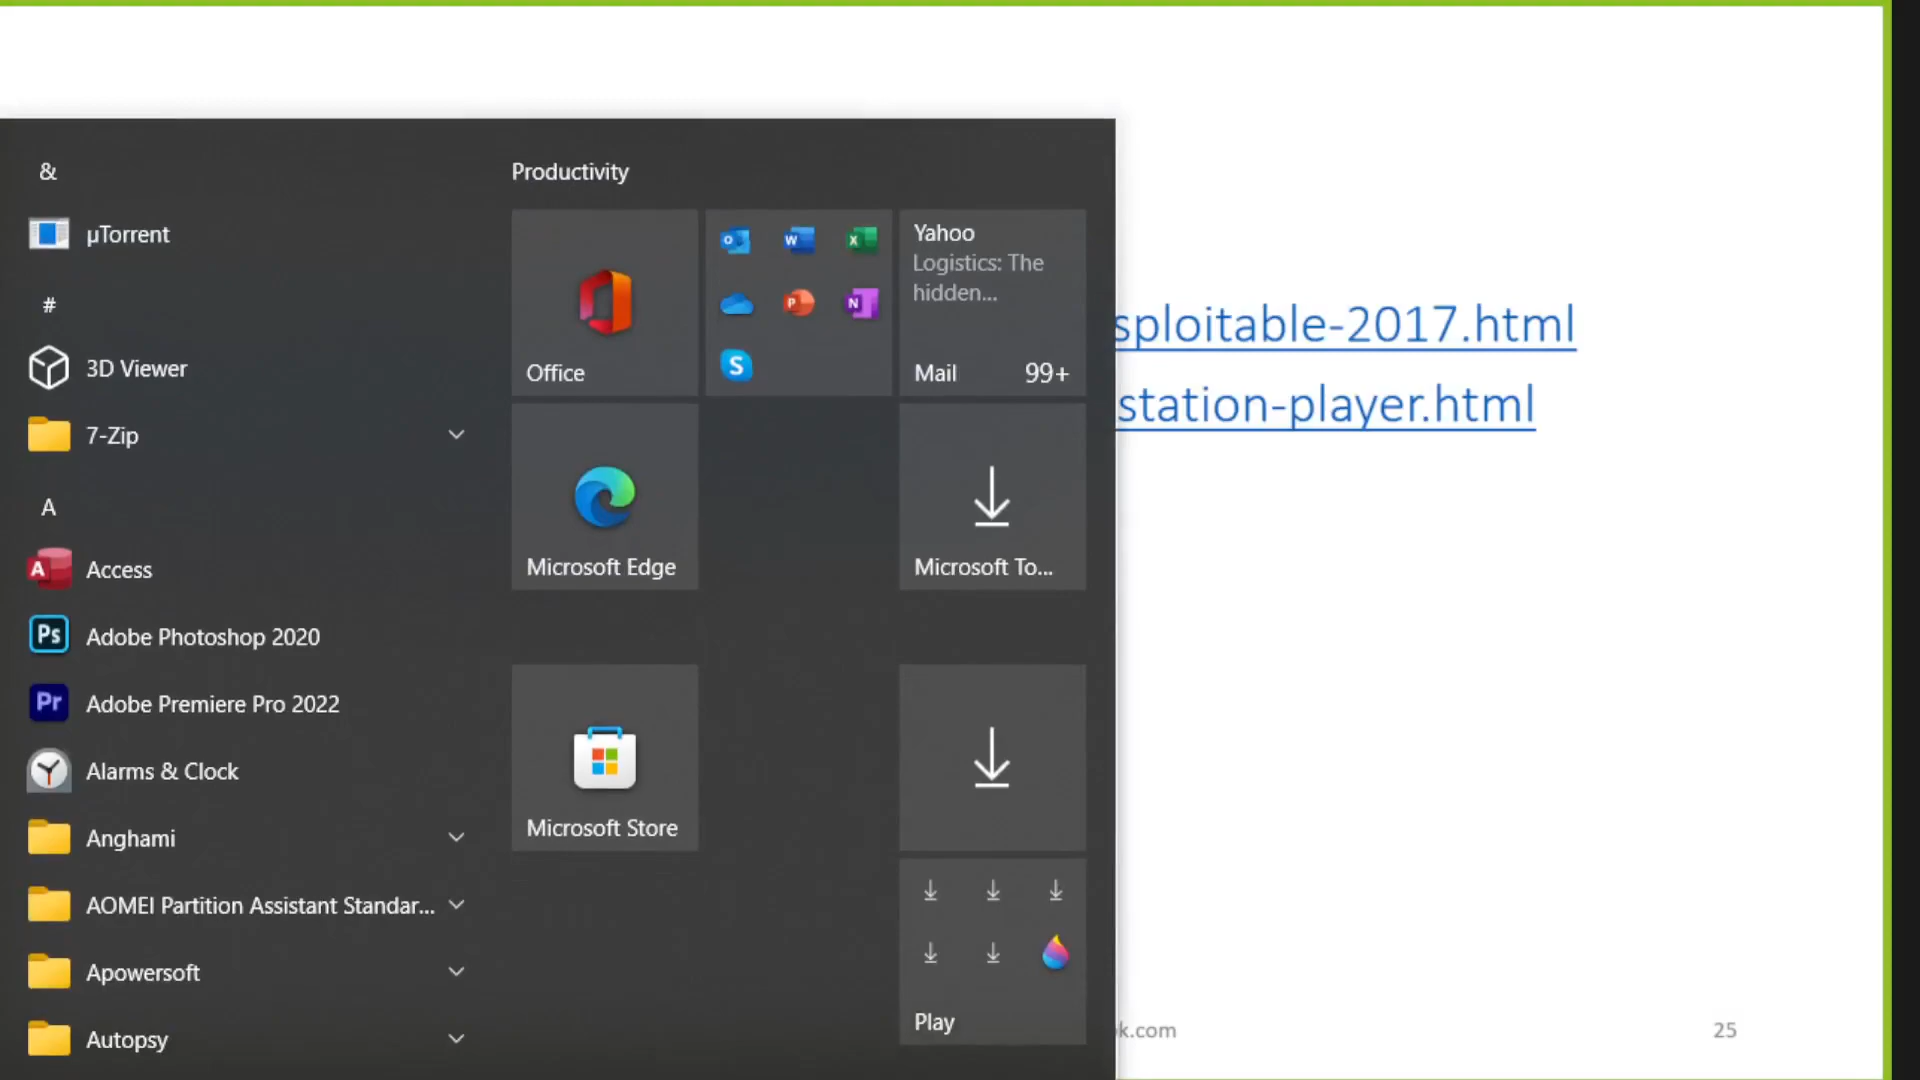 &
µTorrent
#
3D Viewer
7-Zip
A
Access
Adobe Photoshop 2020
Adobe Premiere Pro 2022
Alarms & Clock
Anghami
AOMEI Partition Assistant Standar...
Apowersoft
Autopsy
Productivity
Office
Yahoo
Logistics: The
hidden...
Mail 99+
Microsoft Edge
Microsoft To...
Microsoft Store
Play
sploitable-2017.html
station-player.html
k.com
25